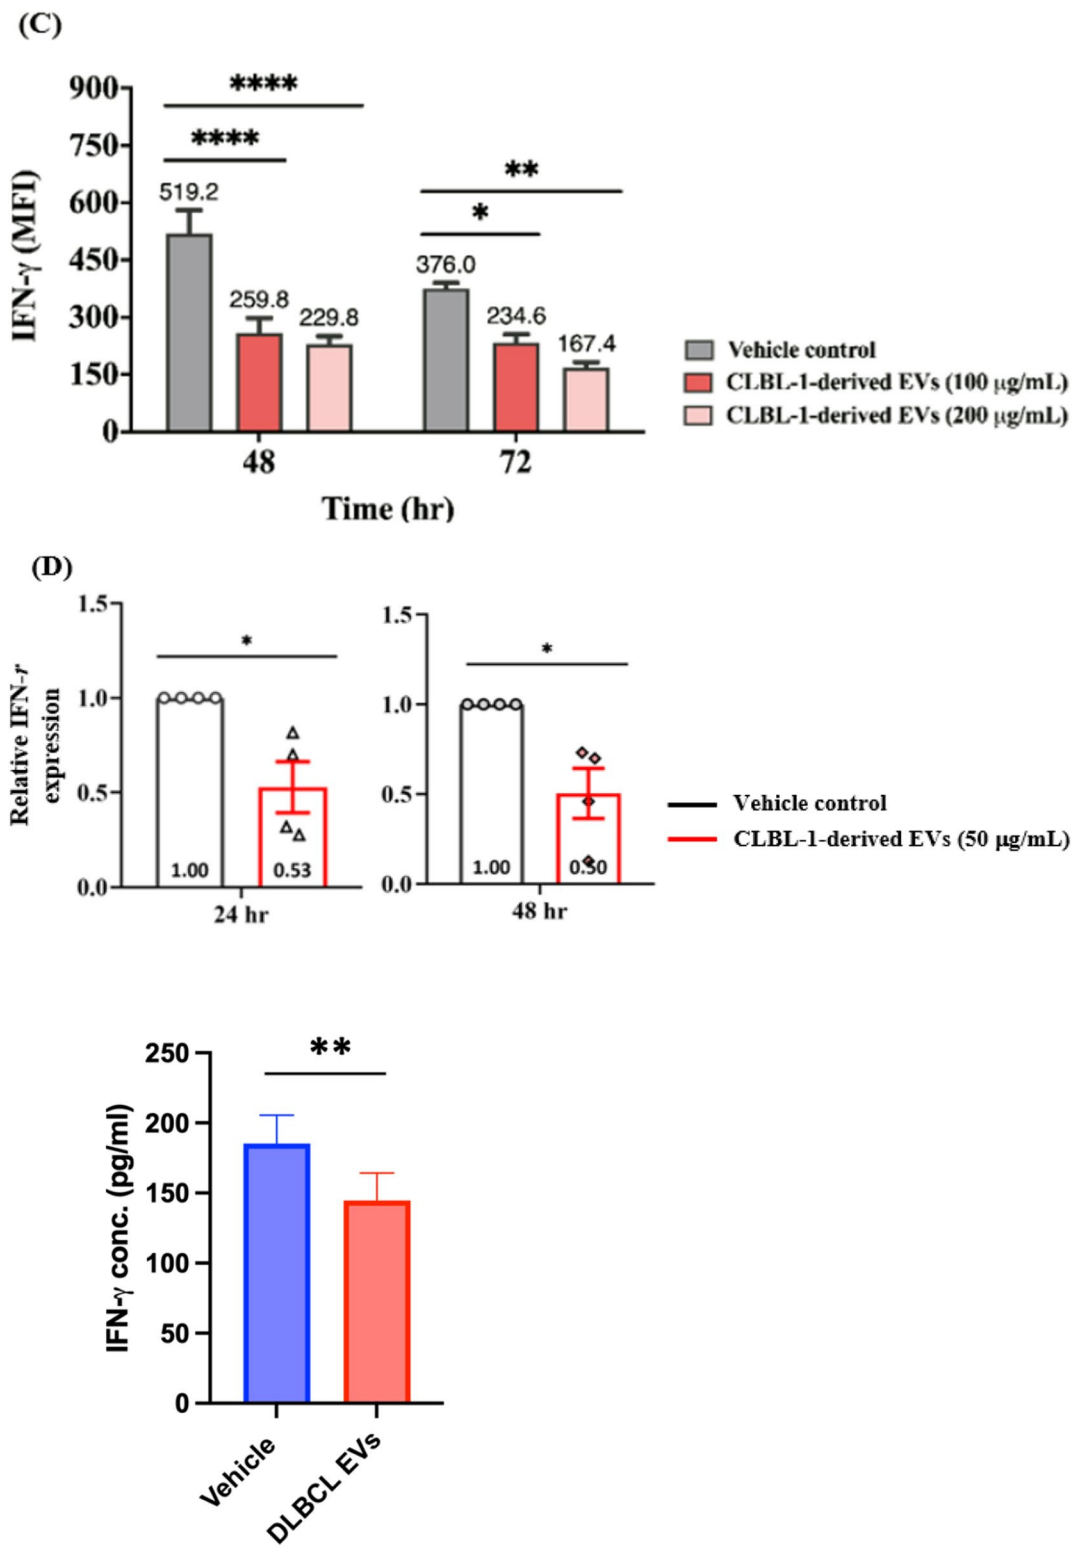 (C)
900
750
600
450
300
150
0
IFN-γ (MFI)
****
****
519.2
259.8
229.8
**
*
376.0
234.6
167.4
48
72
Time (hr)
Vehicle control
CLBL-1-derived EVs (100 μg/mL)
CLBL-1-derived EVs (200 μg/mL)
(D)
Relative IFN-r
expression
1.5
1.0
0.5
0.0
*
1.00
0.53
24 hr
1.5
1.0
0.5
0.0
*
1.00
0.50
48 hr
Vehicle control
CLBL-1-derived EVs (50 μg/mL)
IFN-γ conc. (pg/ml)
250
200
150
100
50
0
**
Vehicle
DLBCL EVs